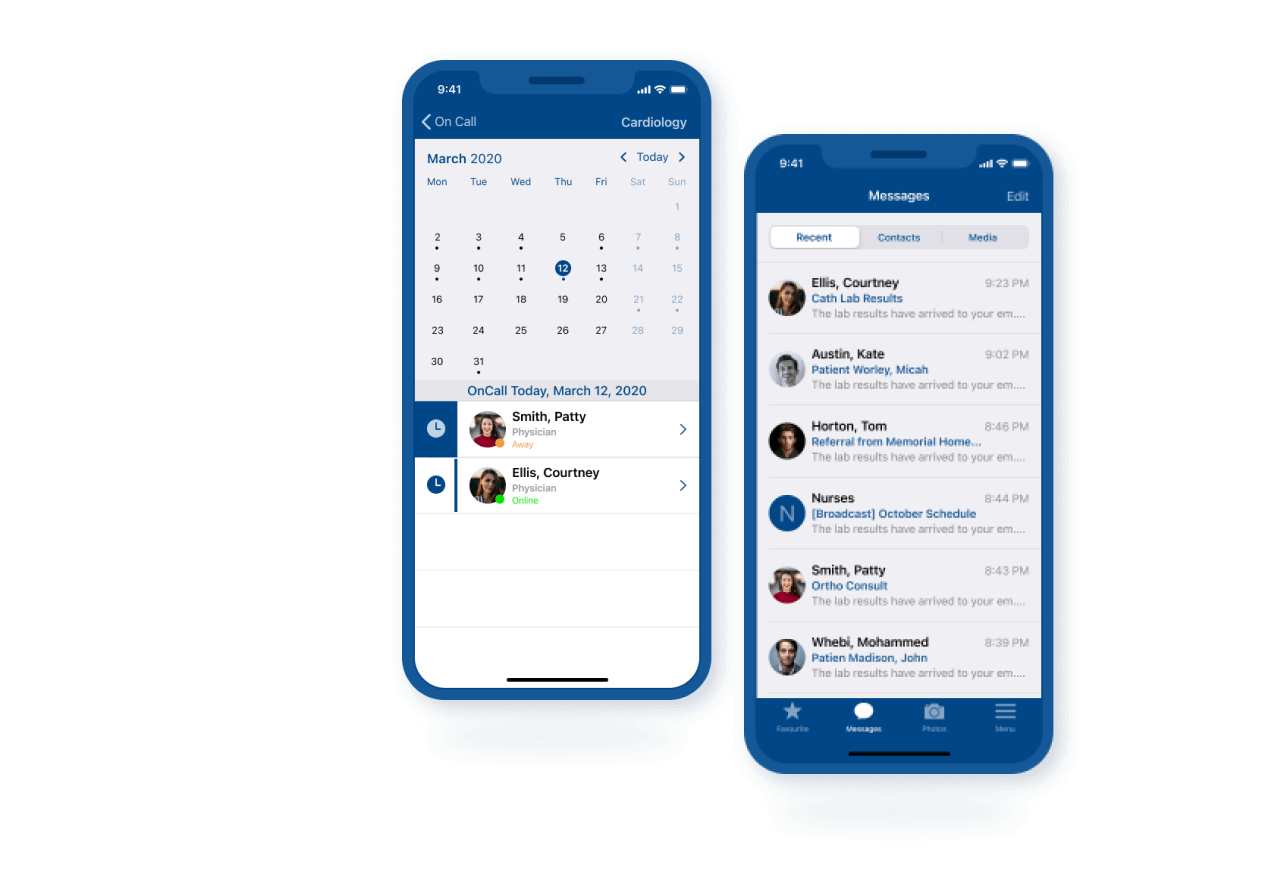 9:41
On Call
Cardiology
March 2020
Today
Mon Tue Wed Thu Fri Sat Sun
1
2 3 4 5 6 7 8
9 10 11 12 13 14 15
16 17 18 19 20 21 22
23 24 25 26 27 28 29
30 31
OnCall Today, March 12, 2020
Smith, Patty
Physician
Away
Ellis, Courtney
Physician
Online
9:41
Messages
Edit
Recent Contacts Media
Ellis, Courtney 9:23 PM
Cath Lab Results
The lab results have arrived to your em....
Austin, Kate 9:02 PM
Patient Worley, Micah
The lab results have arrived to your em....
Horton, Tom 8:46 PM
Referral from Memorial Home...
The lab results have arrived to your em....
N
Nurses 8:44 PM
[Broadcast] October Schedule
The lab results have arrived to your em....
Smith, Patty 8:43 PM
Ortho Consult
The lab results have arrived to your em....
Whebi, Mohammed 8:39 PM
Patien Madison, John
The lab results have arrived to your em....
Favourite Messages Photos Menu